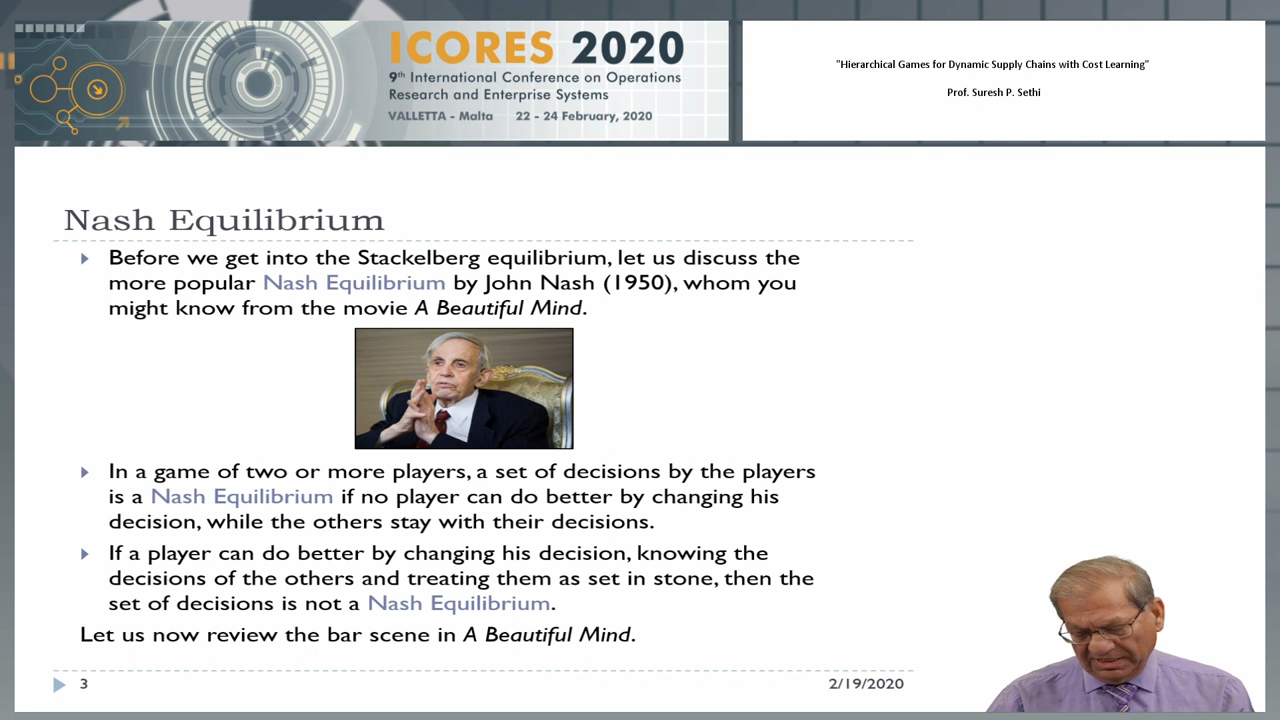 ICORES 2020
9th International Conference on Operations
Research and Enterprise Systems
VALLETTA - Malta 22 - 24 February, 2020
"Hierarchical Games for Dynamic Supply Chains with Cost Learning"
Prof. Suresh P. Sethi
Nash Equilibrium
Before we get into the Stackelberg equilibrium, let us discuss the
more popular Nash Equilibrium by John Nash (1950), whom you
might know from the movie A Beautiful Mind.
In a game of two or more players, a set of decisions by the players
is a Nash Equilibrium if no player can do better by changing his
decision, while the others stay with their decisions.
If a player can do better by changing his decision, knowing the
decisions of the others and treating them as set in stone, then the
set of decisions is not a Nash Equilibrium.
Let us now review the bar scene in A Beautiful Mind.
3
2/19/2020